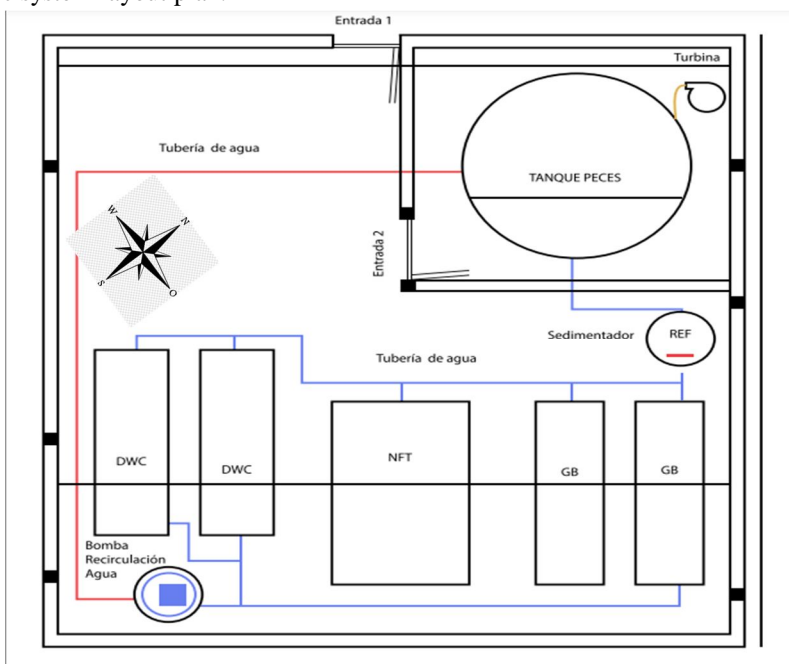 Entrada 1
Turbina
Tubería de agua
TANQUE PECES
W
N
S
O
Entrada 2
Sedimentador
REF
Tubería de agua
DWC
DWC
NFT
GB
GB
Bomba
Recirculación
Agua